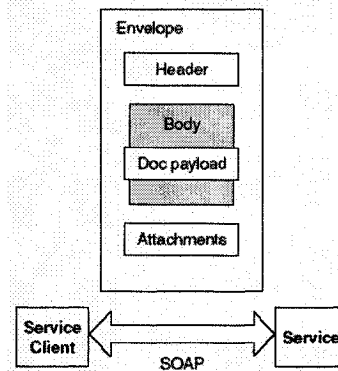 Envelope
Header
Body
Doc payload
Attachments
Service
Client
Service
SOAP